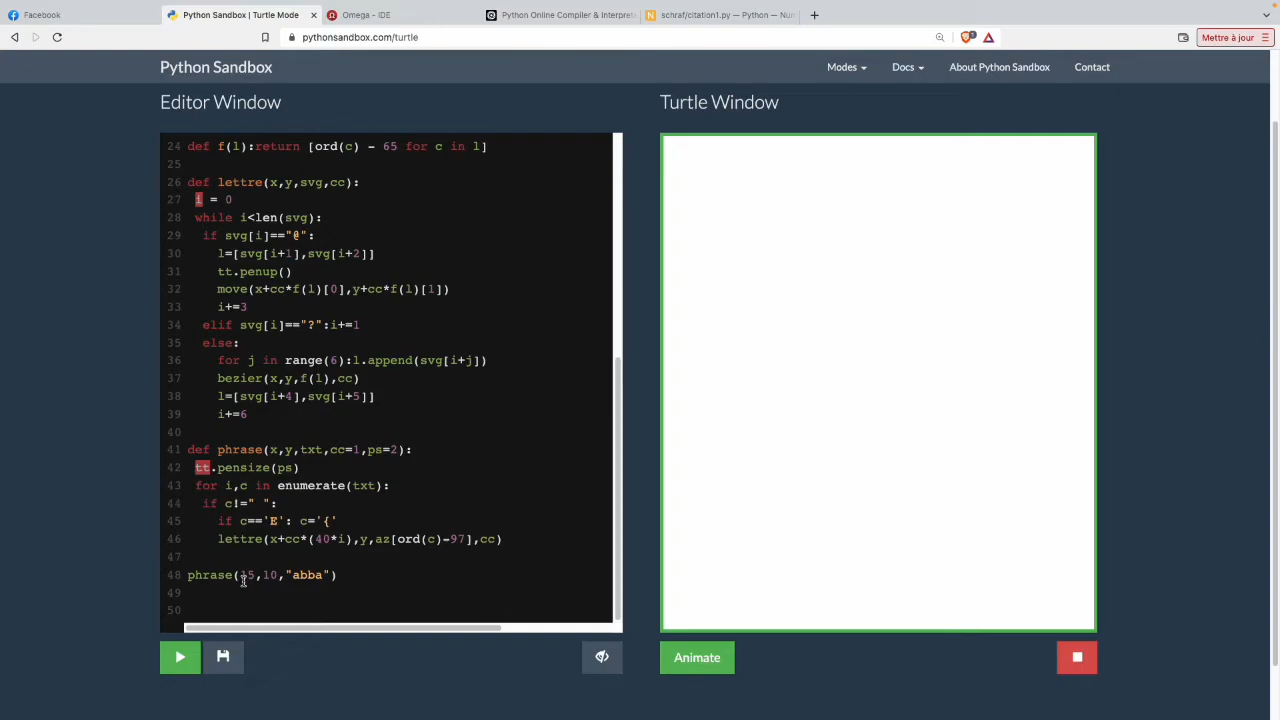 Facebook
Python Sandbox | Turtle Mode
Omega - IDE
Python Online Compiler & Interprete
schraf/citation1.py — Python — Num
pythonsandbox.com/turtle
Mettre à jour
Python Sandbox
Modes
Docs
About Python Sandbox
Contact
Editor Window
Turtle Window
24 def f(l):return [ord(c) - 65 for c in l]
25
26 def lettre(x,y,svg,cc):
27 i = 0
28 while i<len(svg):
29 if svg[i]=="@":
30 l=[svg[i+1],svg[i+2]]
31 tt.penup()
32 move(x+cc*f(l)[0],y+cc*f(l)[1])
33 i+=3
34 elif svg[i]=="?":i+=1
35 else:
36 for j in range(6):l.append(svg[i+j])
37 bezier(x,y,f(l),cc)
38 l=[svg[i+4],svg[i+5]]
39 i+=6
40
41 def phrase(x,y,txt,cc=1,ps=2):
42 tt.pensize(ps)
43 for i,c in enumerate(txt):
44 if c!=" ":
45 if c=='E': c='{'
46 lettre(x+cc*(40*i),y,az[ord(c)-97],cc)
47
48 phrase(15,10,"abba")
49
50
Animate